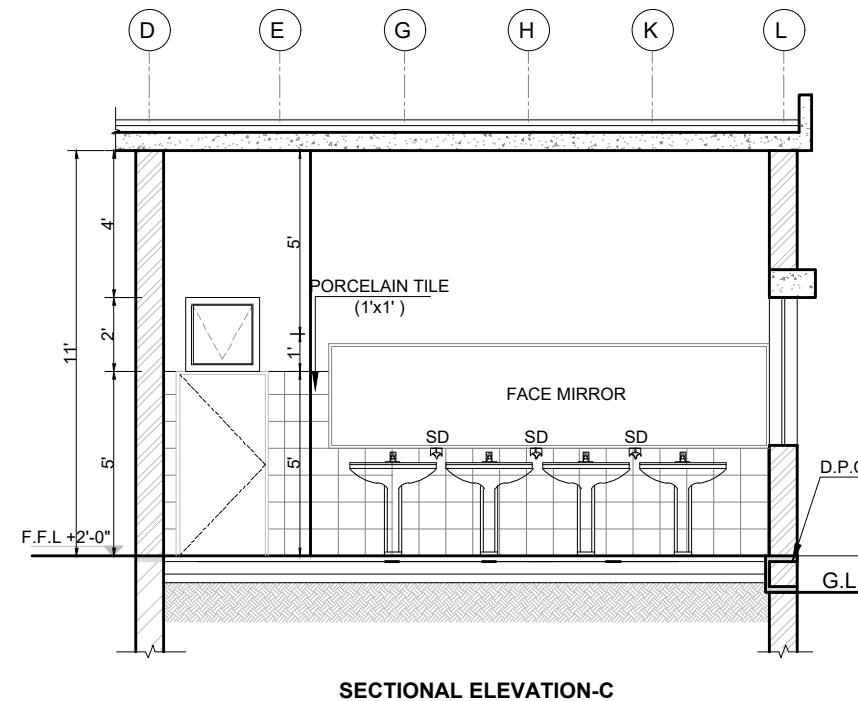 D E G H K L
4'
5'
PORCELAIN TILE
(1'x1' )
2'
11'
1'
FACE MIRROR
SD SD SD
5'
5'
D.P.C
F.F.L +2'-0"
G.L
SECTIONAL ELEVATION-C